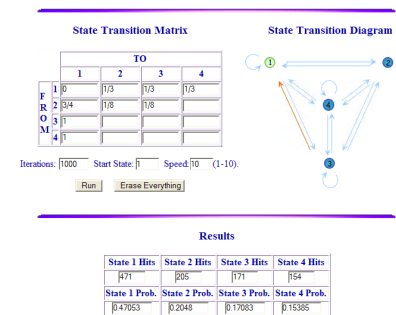 State Transition Matrix
State Transition Diagram
TO
1 2 3 4
FROM
1 0 1/3 1/3 1/3
2 3/4 1/8 1/8
3 1
4 1
1
2
4
3
Iterations: 1000 Start State: 1 Speed: 10 (1-10).
Run Erase Everything
Results
State 1 Hits State 2 Hits State 3 Hits State 4 Hits
471 205 171 154
State 1 Prob. State 2 Prob. State 3 Prob. State 4 Prob.
0.47053 0.2048 0.17083 0.15385